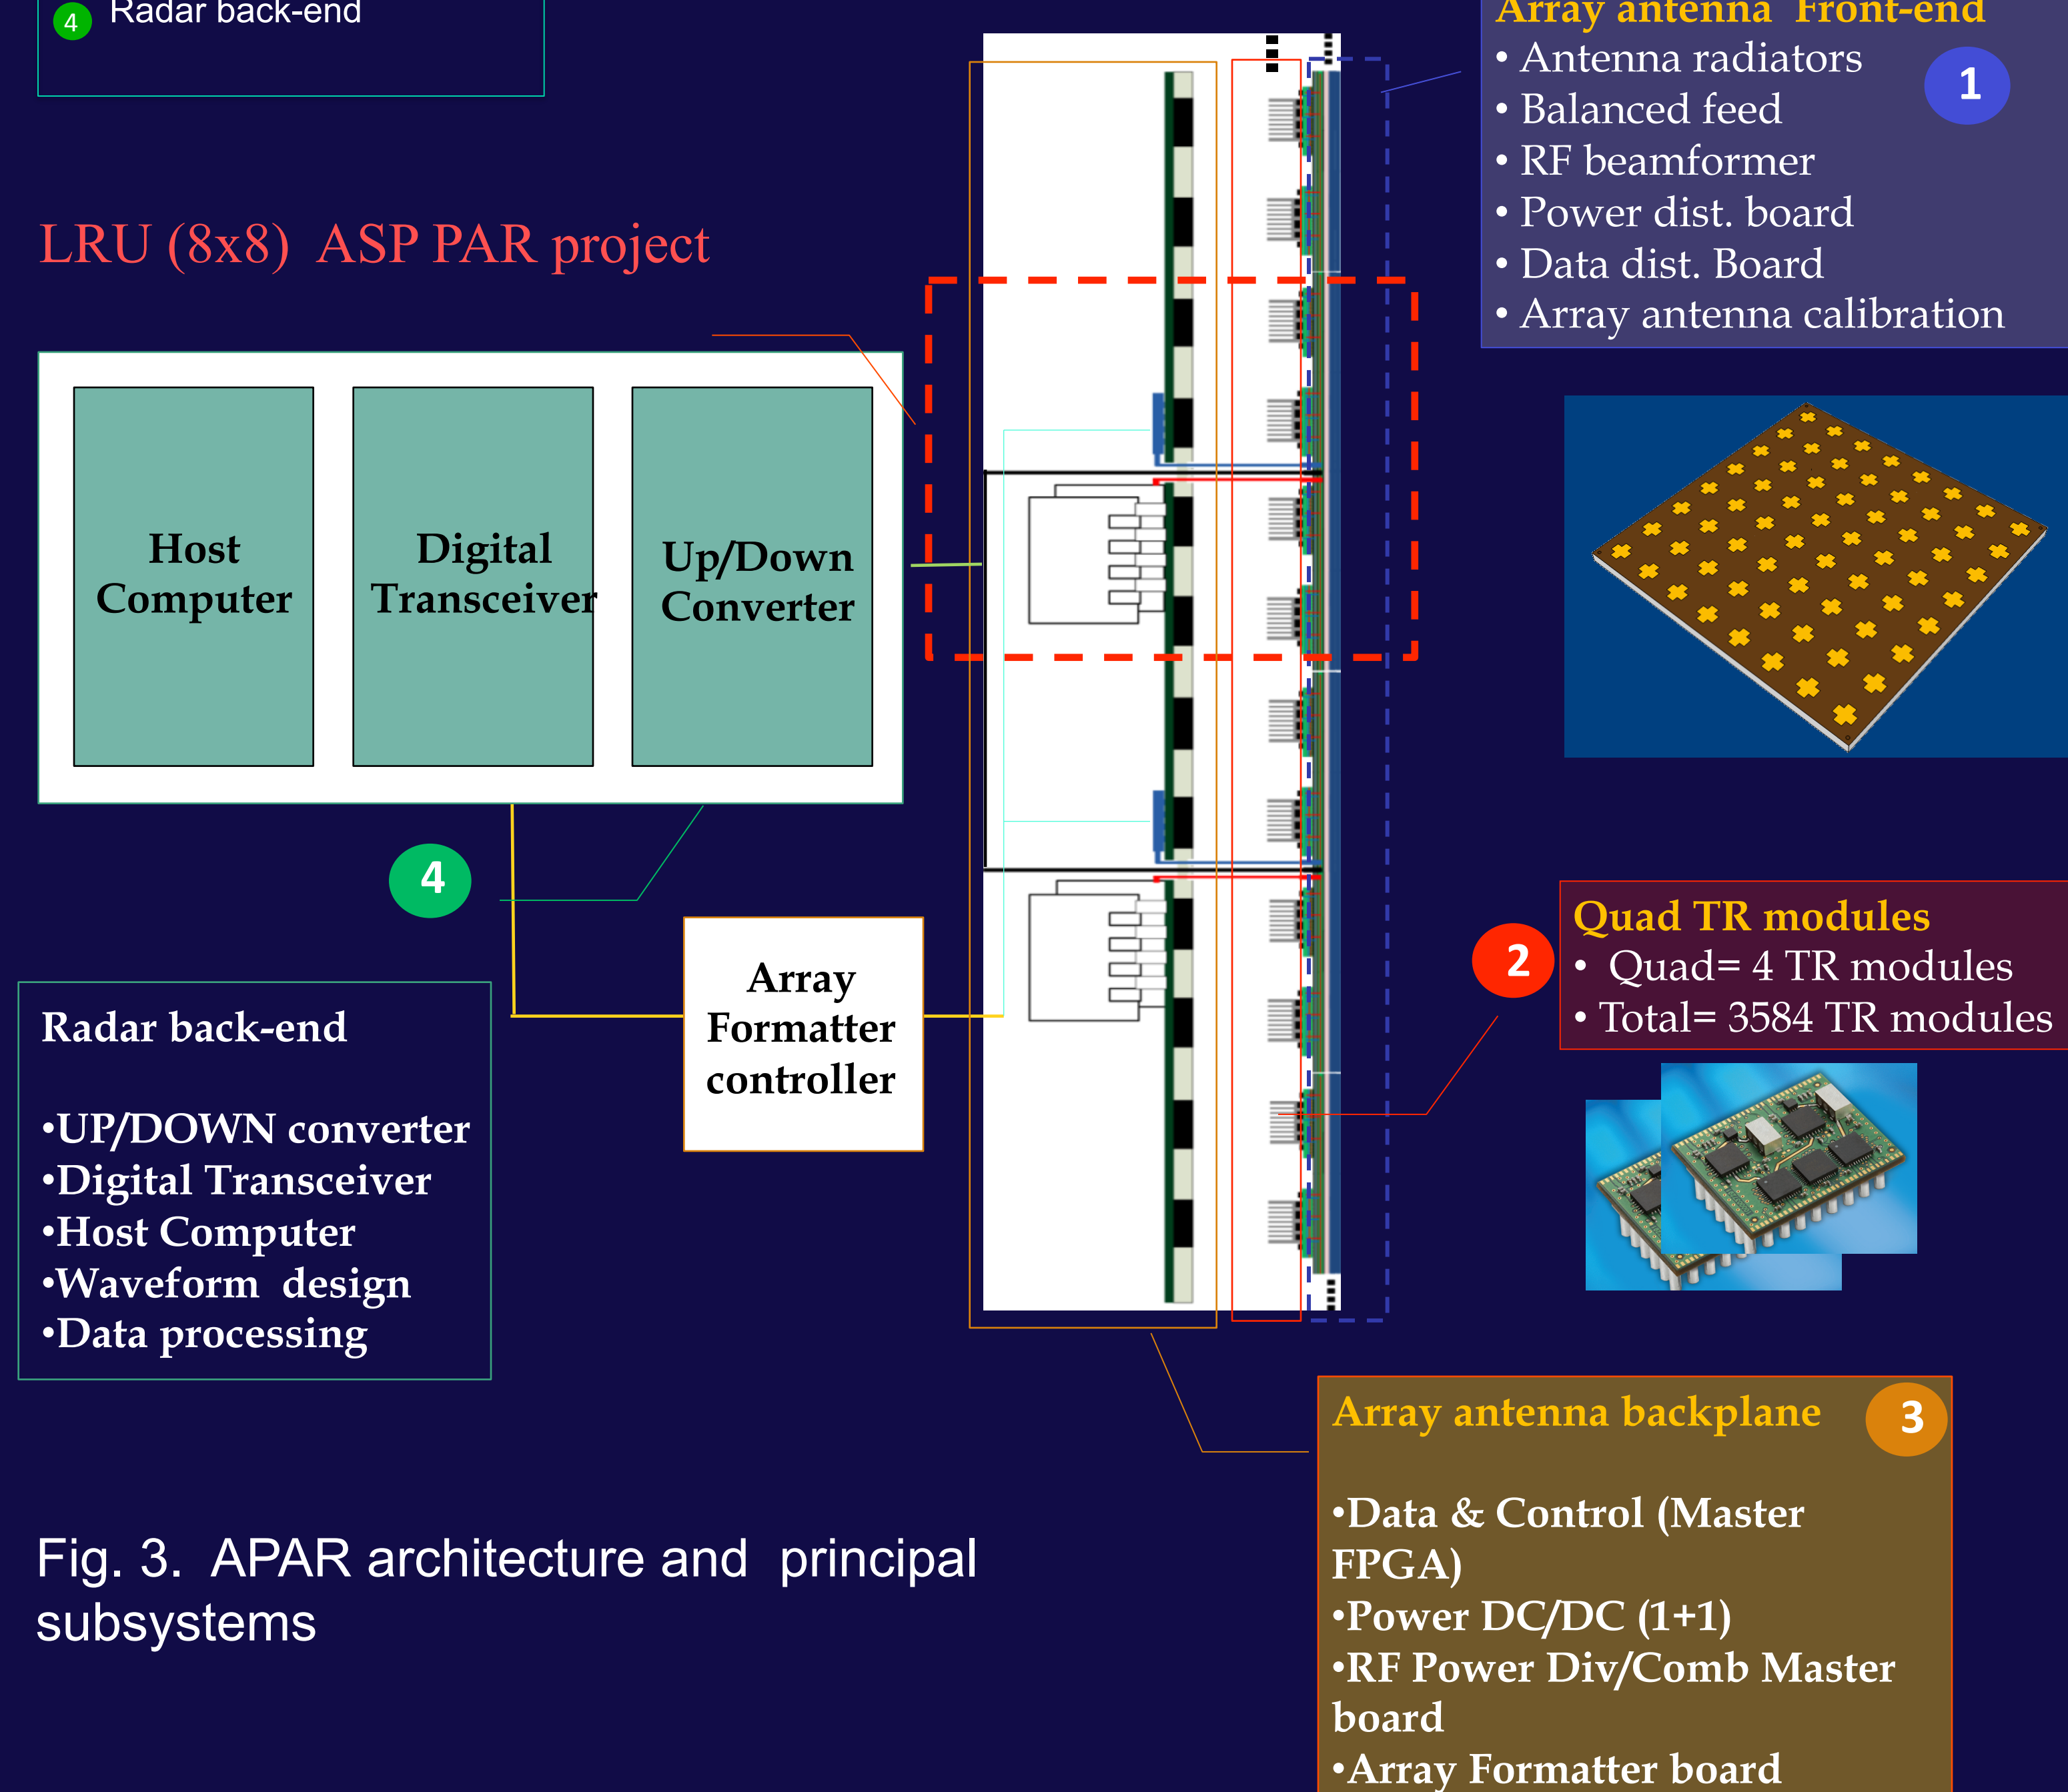 4 Radar back-end
Array antenna Front-end
• Antenna radiators
• Balanced feed
• RF beamformer
• Power dist. board
• Data dist. Board
• Array antenna calibration
1
LRU (8x8) ASP PAR project
Host
Computer
Digital
Transceiver
Up/Down
Converter
4
Array
Formatter
controller
2
Quad TR modules
• Quad= 4 TR modules
• Total= 3584 TR modules
Radar back-end
•UP/DOWN converter
•Digital Transceiver
•Host Computer
•Waveform design
•Data processing
Array antenna backplane
3
•Data & Control (Master
FPGA)
•Power DC/DC (1+1)
•RF Power Div/Comb Master
board
•Array Formatter board
Fig. 3. APAR architecture and principal
subsystems